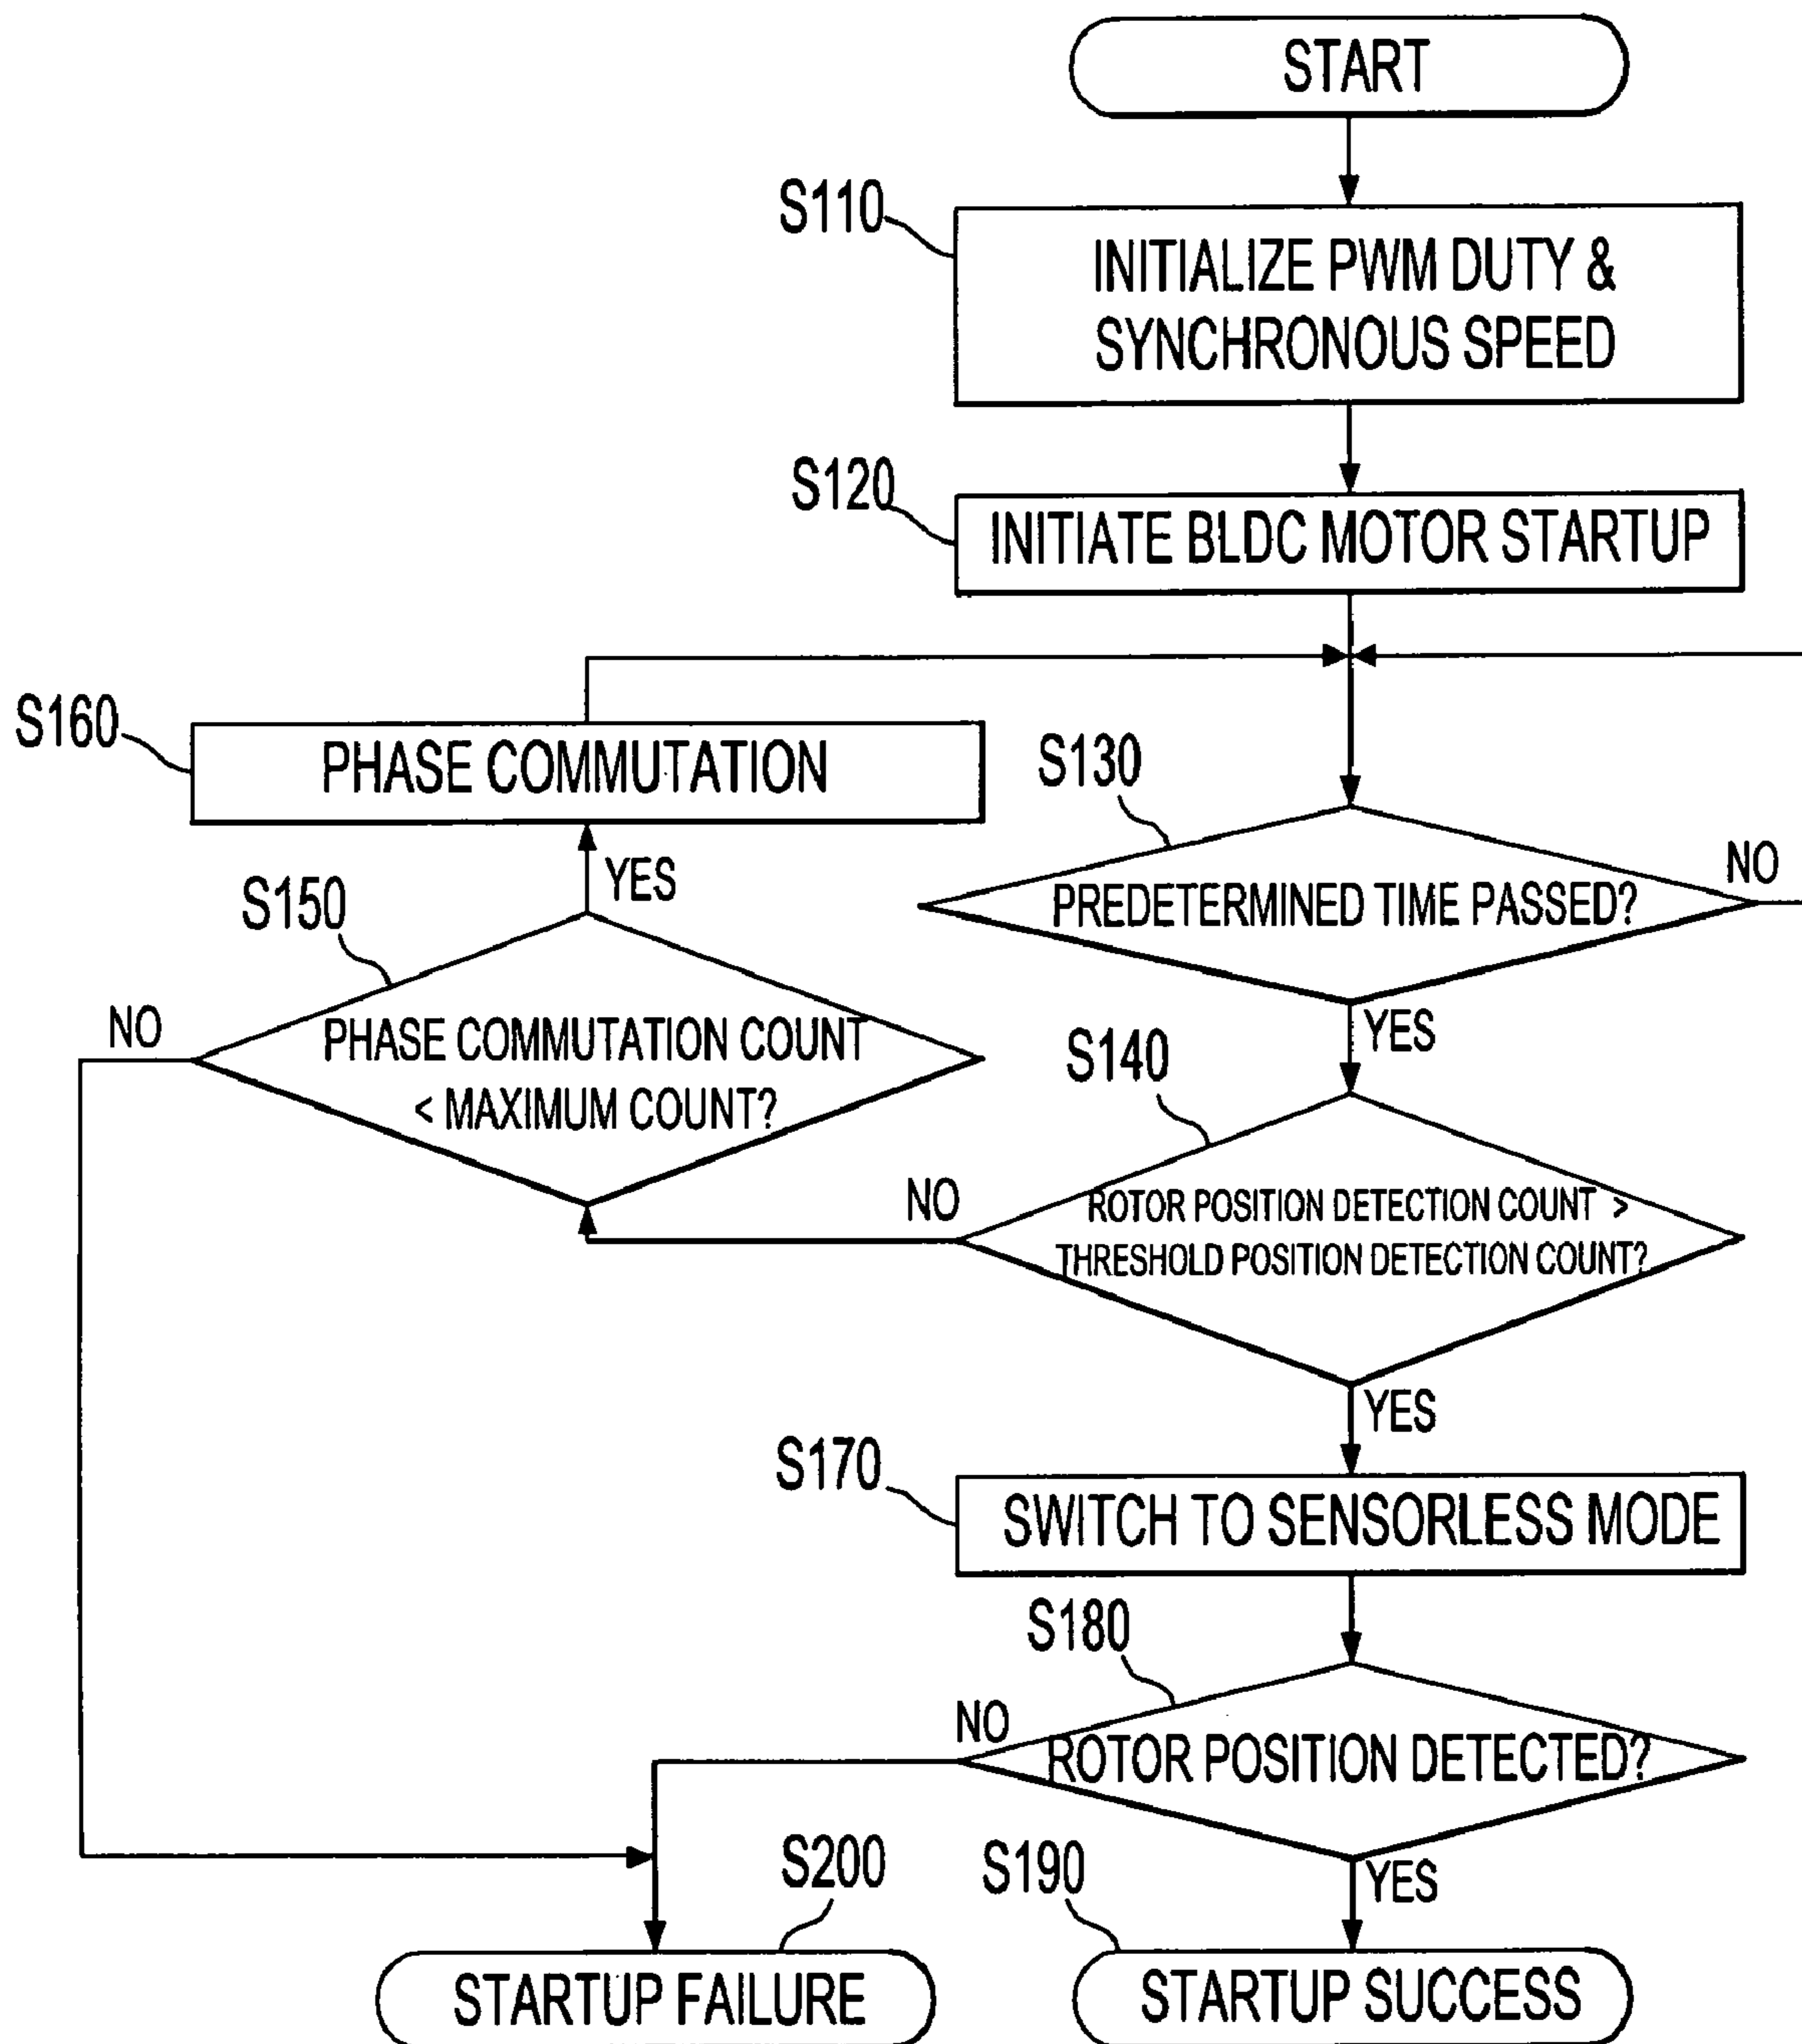 START
S110
INITIALIZE PWM DUTY &
SYNCHRONOUS SPEED
S120
INITIATE BLDC MOTOR STARTUP
S160
PHASE COMMUTATION
S130
PREDETERMINED TIME PASSED?
NO
YES
S150
YES
NO
PHASE COMMUTATION COUNT
< MAXIMUM COUNT?
S140
NO
ROTOR POSITION DETECTION COUNT >
THRESHOLD POSITION DETECTION COUNT?
YES
S170
SWITCH TO SENSORLESS MODE
S180
NO
ROTOR POSITION DETECTED?
YES
S200
STARTUP FAILURE
S190
STARTUP SUCCESS